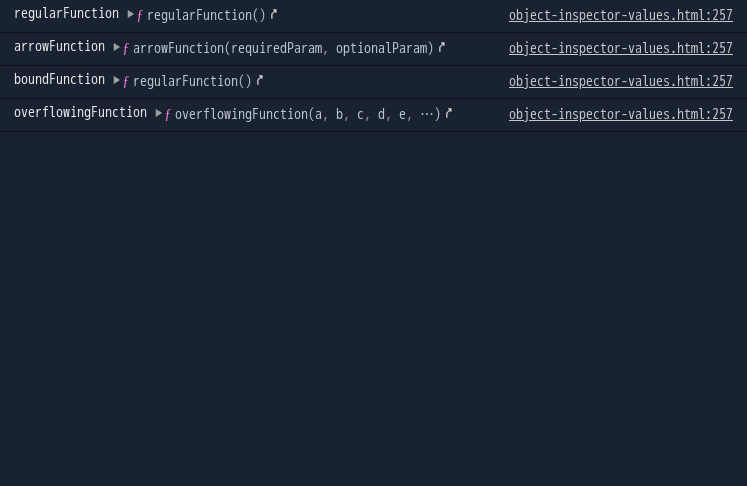 regularFunction ▶ƒ regularFunction() object-inspector-values.html:257
arrowFunction ▶ƒ arrowFunction(requiredParam, optionalParam) object-inspector-values.html:257
boundFunction ▶ƒ regularFunction() object-inspector-values.html:257
overflowingFunction ▶ƒ overflowingFunction(a, b, c, d, e, …) object-inspector-values.html:257